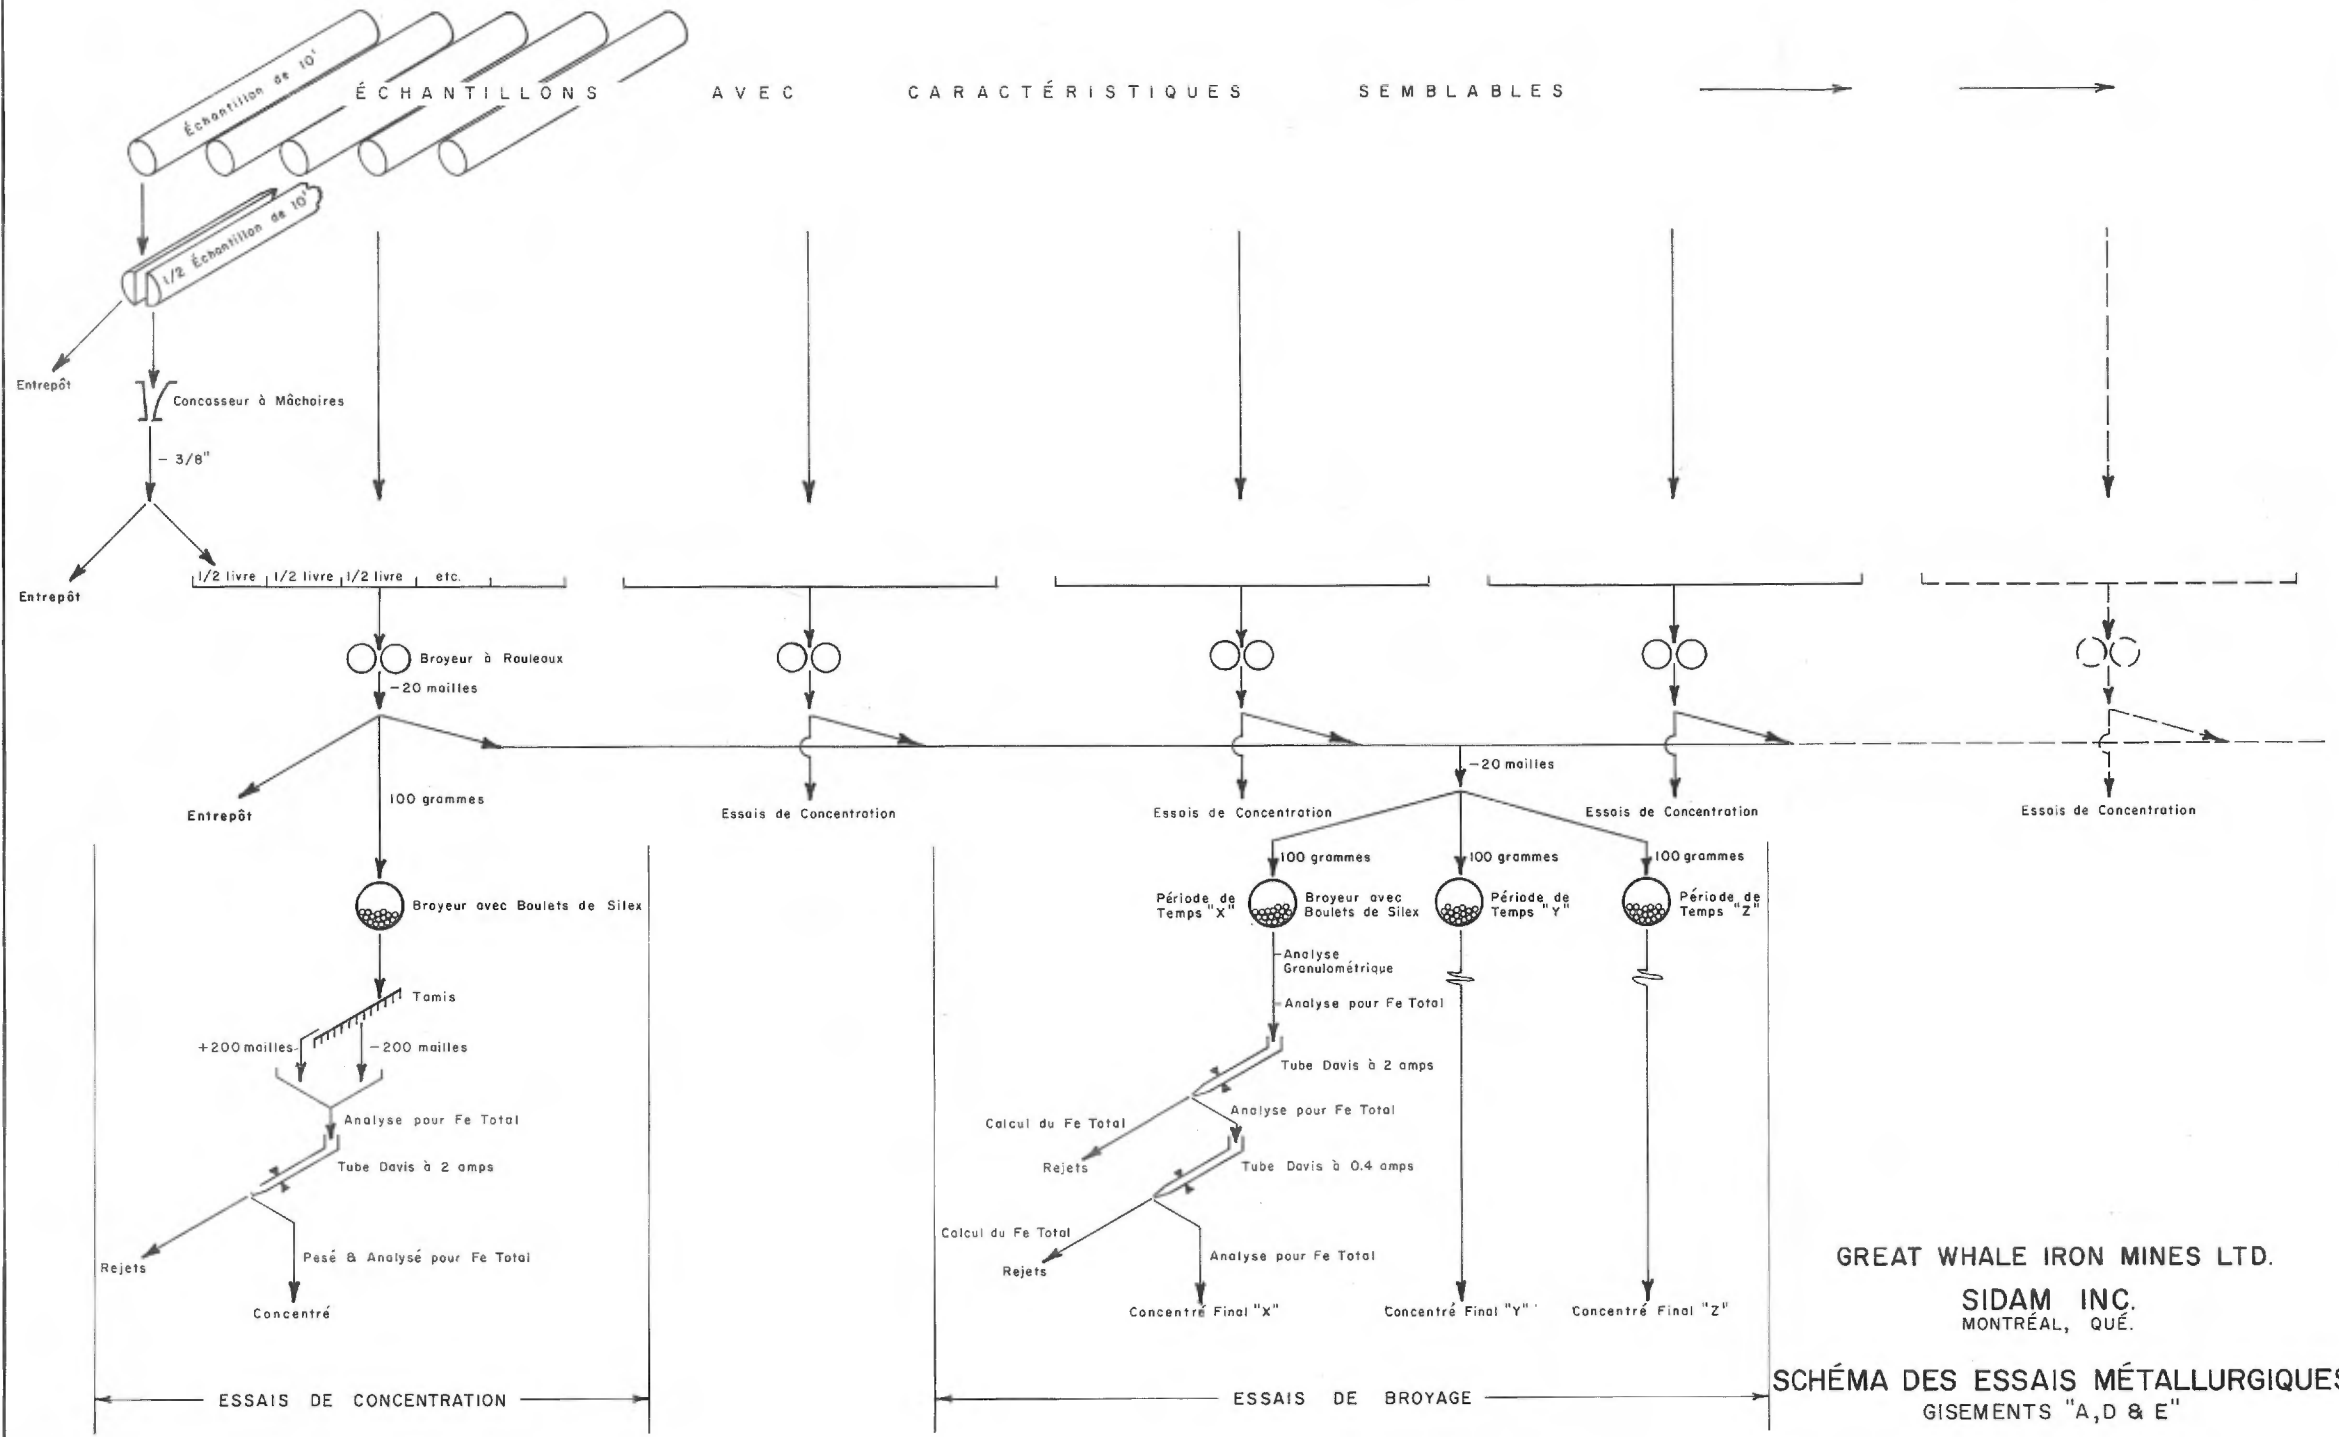 Échantillon de 10'
ÉCHANTILLONS AVEC CARACTÉRISTIQUES SEMBLABLES
1/2 Échantillon de 10'
Entrepôt
Concasseur à Mâchoires
- 3/8"
Entrepôt
1/2 livre 1/2 livre 1/2 livre etc.
Broyeur à Rouleaux
-20 mailles
Entrepôt
100 grammes
Essais de Concentration
Essais de Concentration
-20 mailles
Essais de Concentration
Essais de Concentration
Broyeur avec Boulets de Silex
Tamis
+200 mailles
-200 mailles
Analyse pour Fe Total
Tube Davis à 2 amps
Rejets
Pesé & Analysé pour Fe Total
Concentré
ESSAIS DE CONCENTRATION
100 grammes
100 grammes
100 grammes
Période de
Temps "X"
Broyeur avec
Boulets de Silex
Période de
Temps "Y"
Période de
Temps "Z"
Analyse
Granulométrique
Analyse pour Fe Total
Tube Davis à 2 amps
Calcul du Fe Total
Analyse pour Fe Total
Rejets
Tube Davis à 0.4 amps
Calcul du Fe Total
Rejets
Analyse pour Fe Total
Concentré Final "X"
Concentré Final "Y"
Concentré Final "Z"
ESSAIS DE BROYAGE
GREAT WHALE IRON MINES LTD.
SIDAM INC.
MONTRÉAL, QUÉ.
SCHÉMA DES ESSAIS MÉTALLURGIQUES
GISEMENTS "A,D & E"